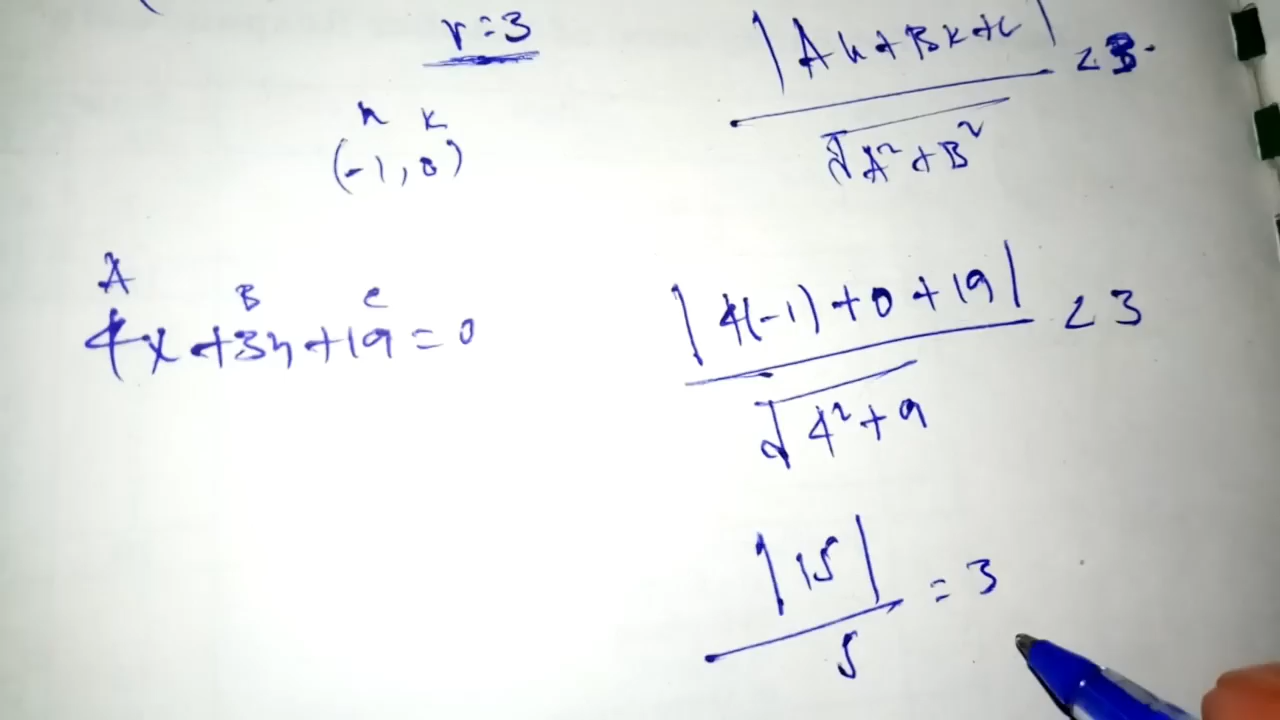 r=3
|Ah+Bk+c| < 3
√A²+B²
h k
(-1, 0)
A B C
4x+3y+19=0
|4(-1)+0+19| < 3
√4²+9
|15| = 3
5